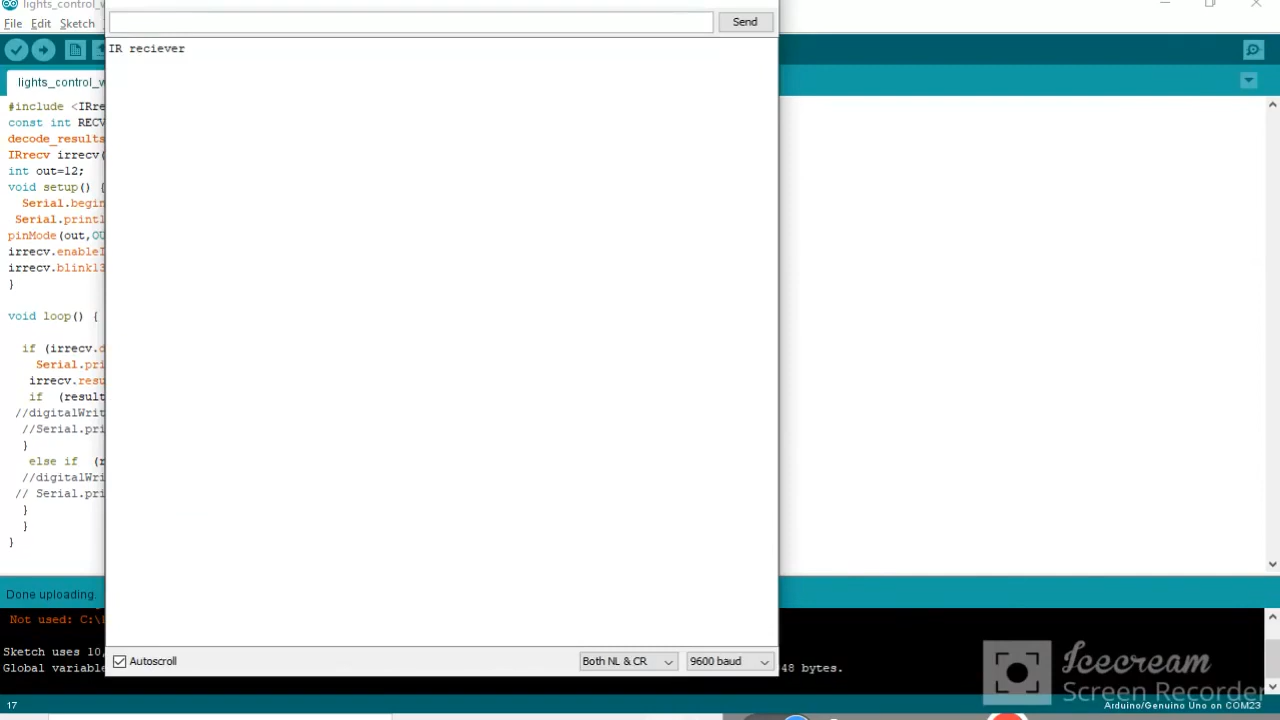 lights_control_w
File Edit Sketch
Send
IR reciever
lights_control_w
#include <IRre
const int RECV
decode_results
IRrecv irrecv(
int out=12;
void setup() {
Serial.begin
Serial.printl
pinMode(out,OU
irrecv.enableI
irrecv.blink13
}
void loop() {
if (irrecv.d
Serial.pri
irrecv.resu
if (result
//digitalWrit
//Serial.pri
}
else if (r
//digitalWri
// Serial.pri
}
}
}
Done uploading.
Not used: C:\
Sketch uses 10,
Global variable
48 bytes.
Autoscroll
Both NL & CR
9600 baud
Icecream
Screen Recorder
17
Arduino/Genuino Uno on COM23